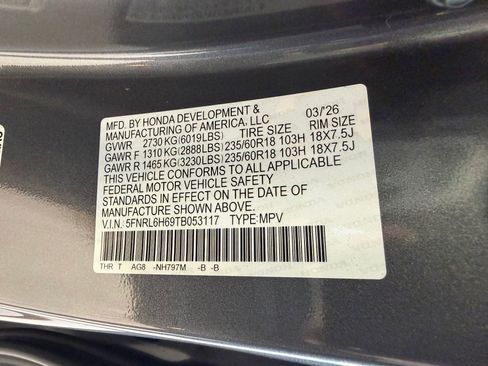 MFD. BY HONDA DEVELOPMENT &
MANUFACTURING OF AMERICA, LLC 03/'26
GVWR 2730 KG(6019LBS) TIRE SIZE RIM SIZE
GAWR F 1310 KG(2888LBS) 235/60R18 103H 18X7.5J
GAWR R 1465 KG(3230LBS) 235/60R18 103H 18X7.5J
THIS VEHICLE CONFORMS TO ALL APPLICABLE
FEDERAL MOTOR VEHICLE SAFETY
STANDARDS IN EFFECT ON THE DATE OF
MANUFACTURE SHOWN ABOVE.
V.I.N.: 5FNRL6H69TB053117 TYPE:MPV
THR T AG8 -NH797M -B -B